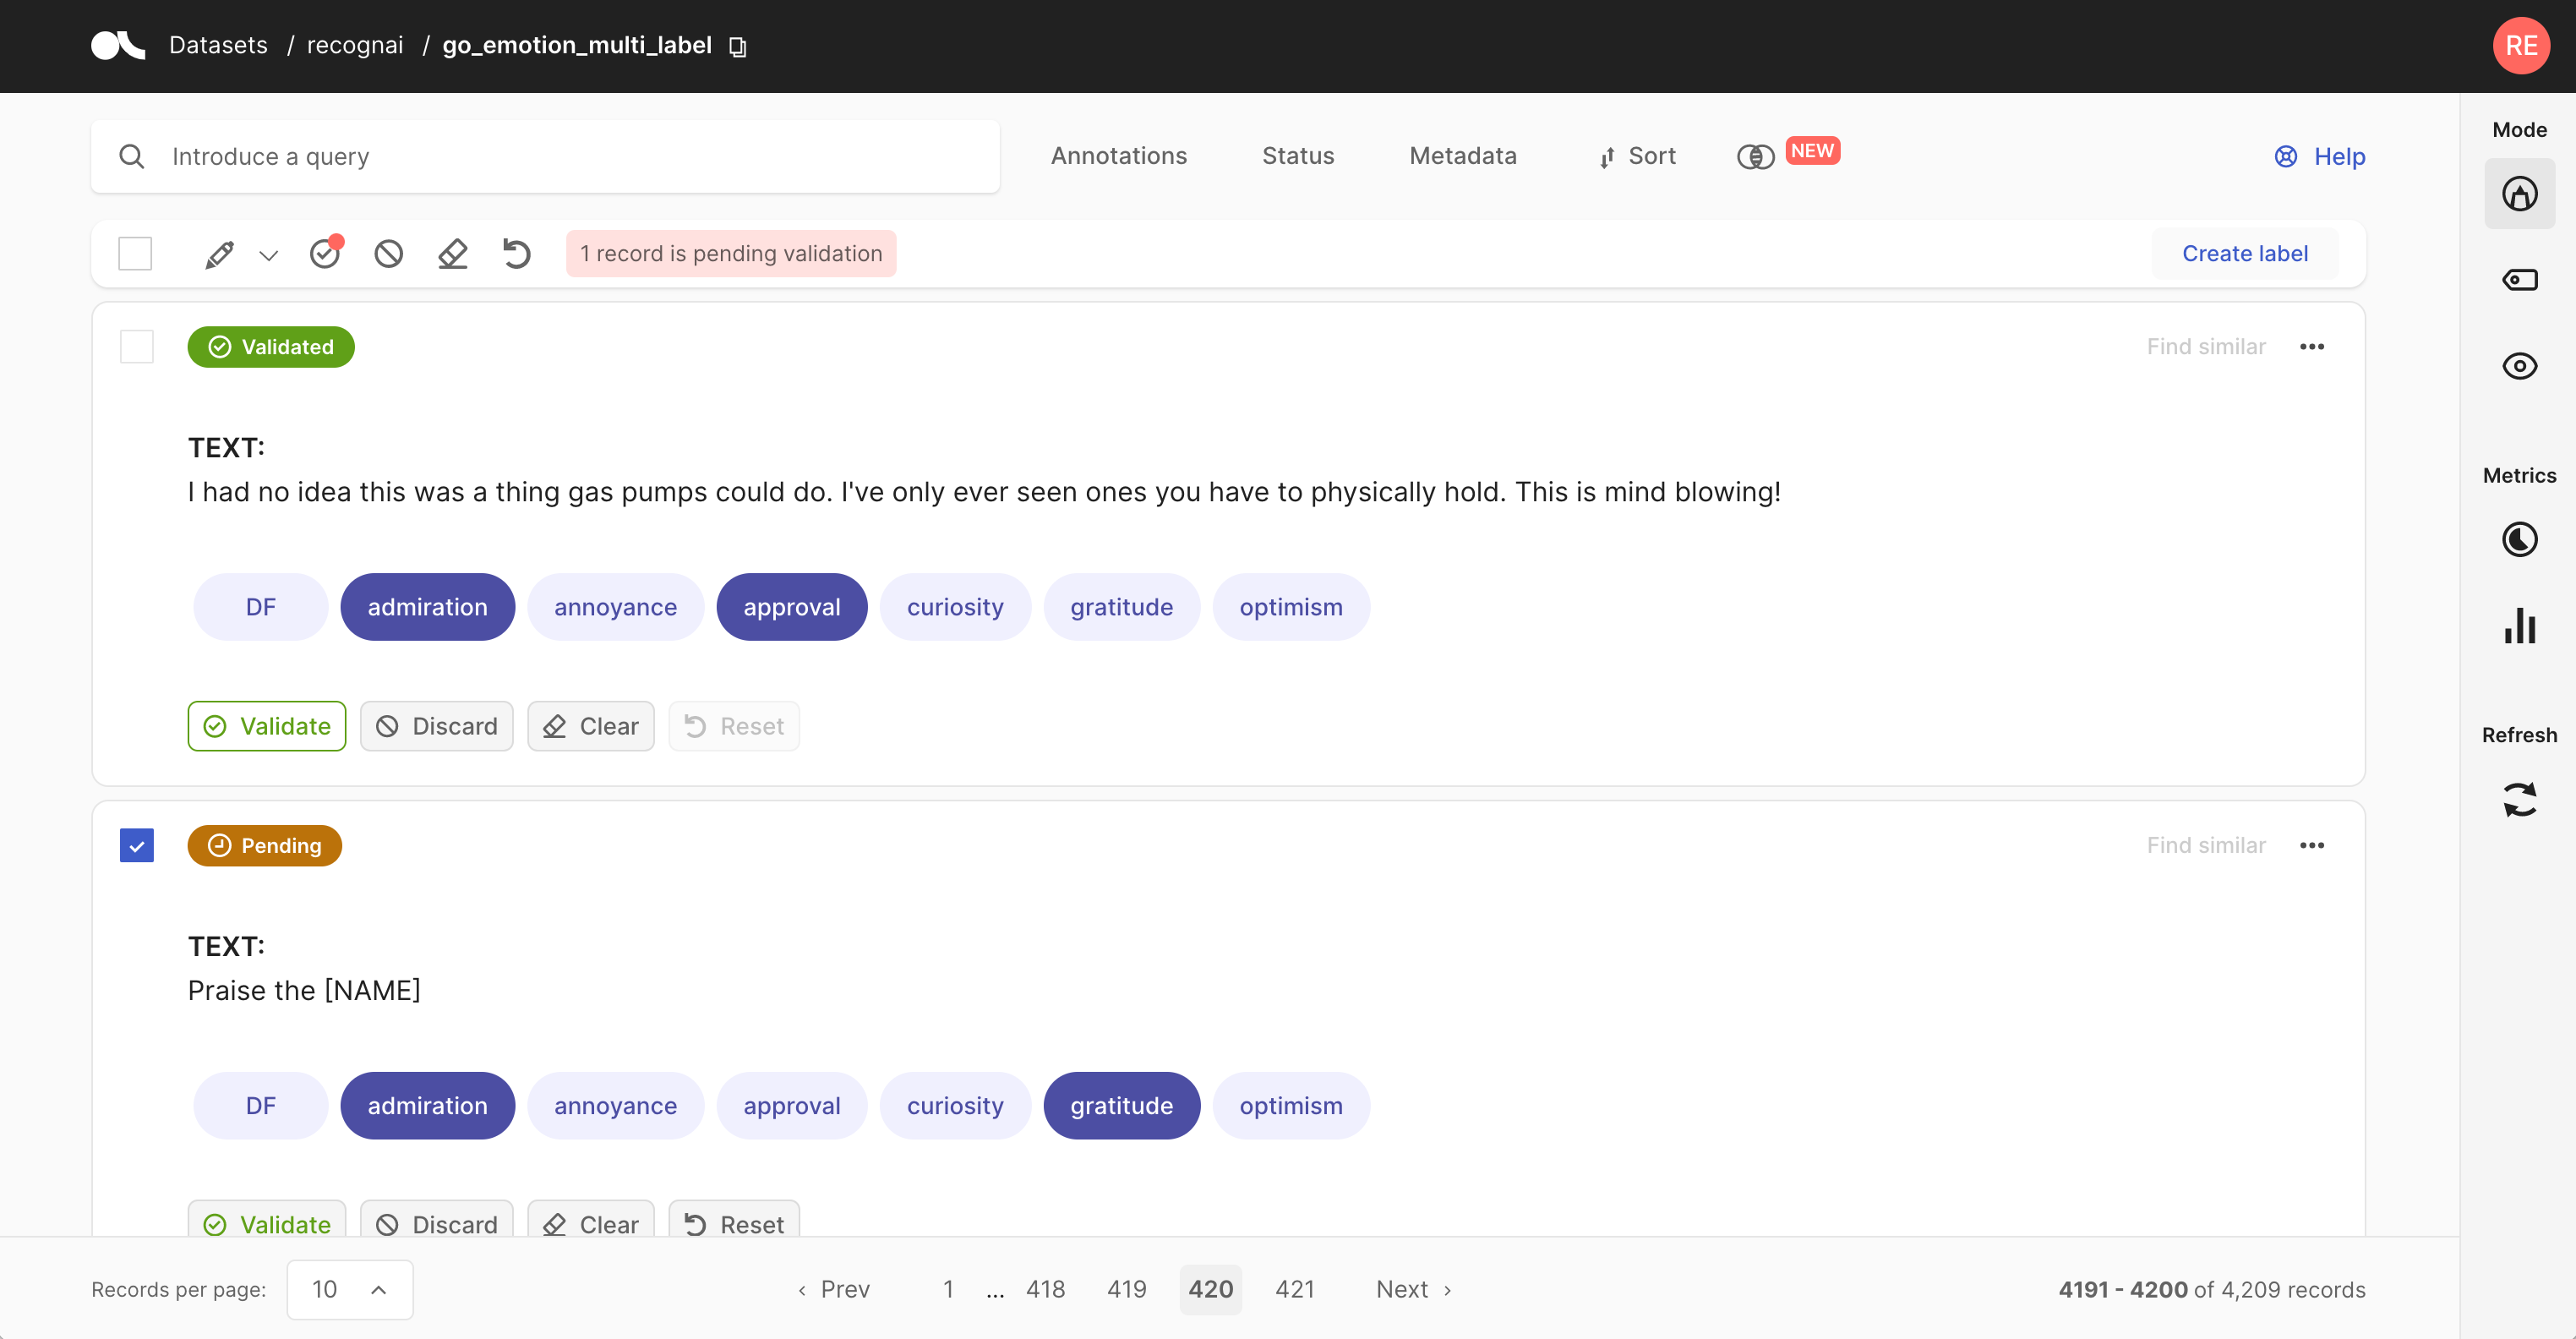 Datasets / recognai / go_emotion_multi_label
RE
Introduce a query
Annotations
Status
Metadata
Sort
NEW
Help
Mode
1 record is pending validation
Create label
Validated
Find similar
TEXT:
I had no idea this was a thing gas pumps could do. I've only ever seen ones you have to physically hold. This is mind blowing!
DF admiration annoyance approval curiosity gratitude optimism
Validate Discard Clear Reset
Metrics
Refresh
Pending
Find similar
TEXT:
Praise the [NAME]
DF admiration annoyance approval curiosity gratitude optimism
Validate Discard Clear Reset
Records per page: 10
‹ Prev 1 ... 418 419 420 421 Next ›
4191 - 4200 of 4,209 records